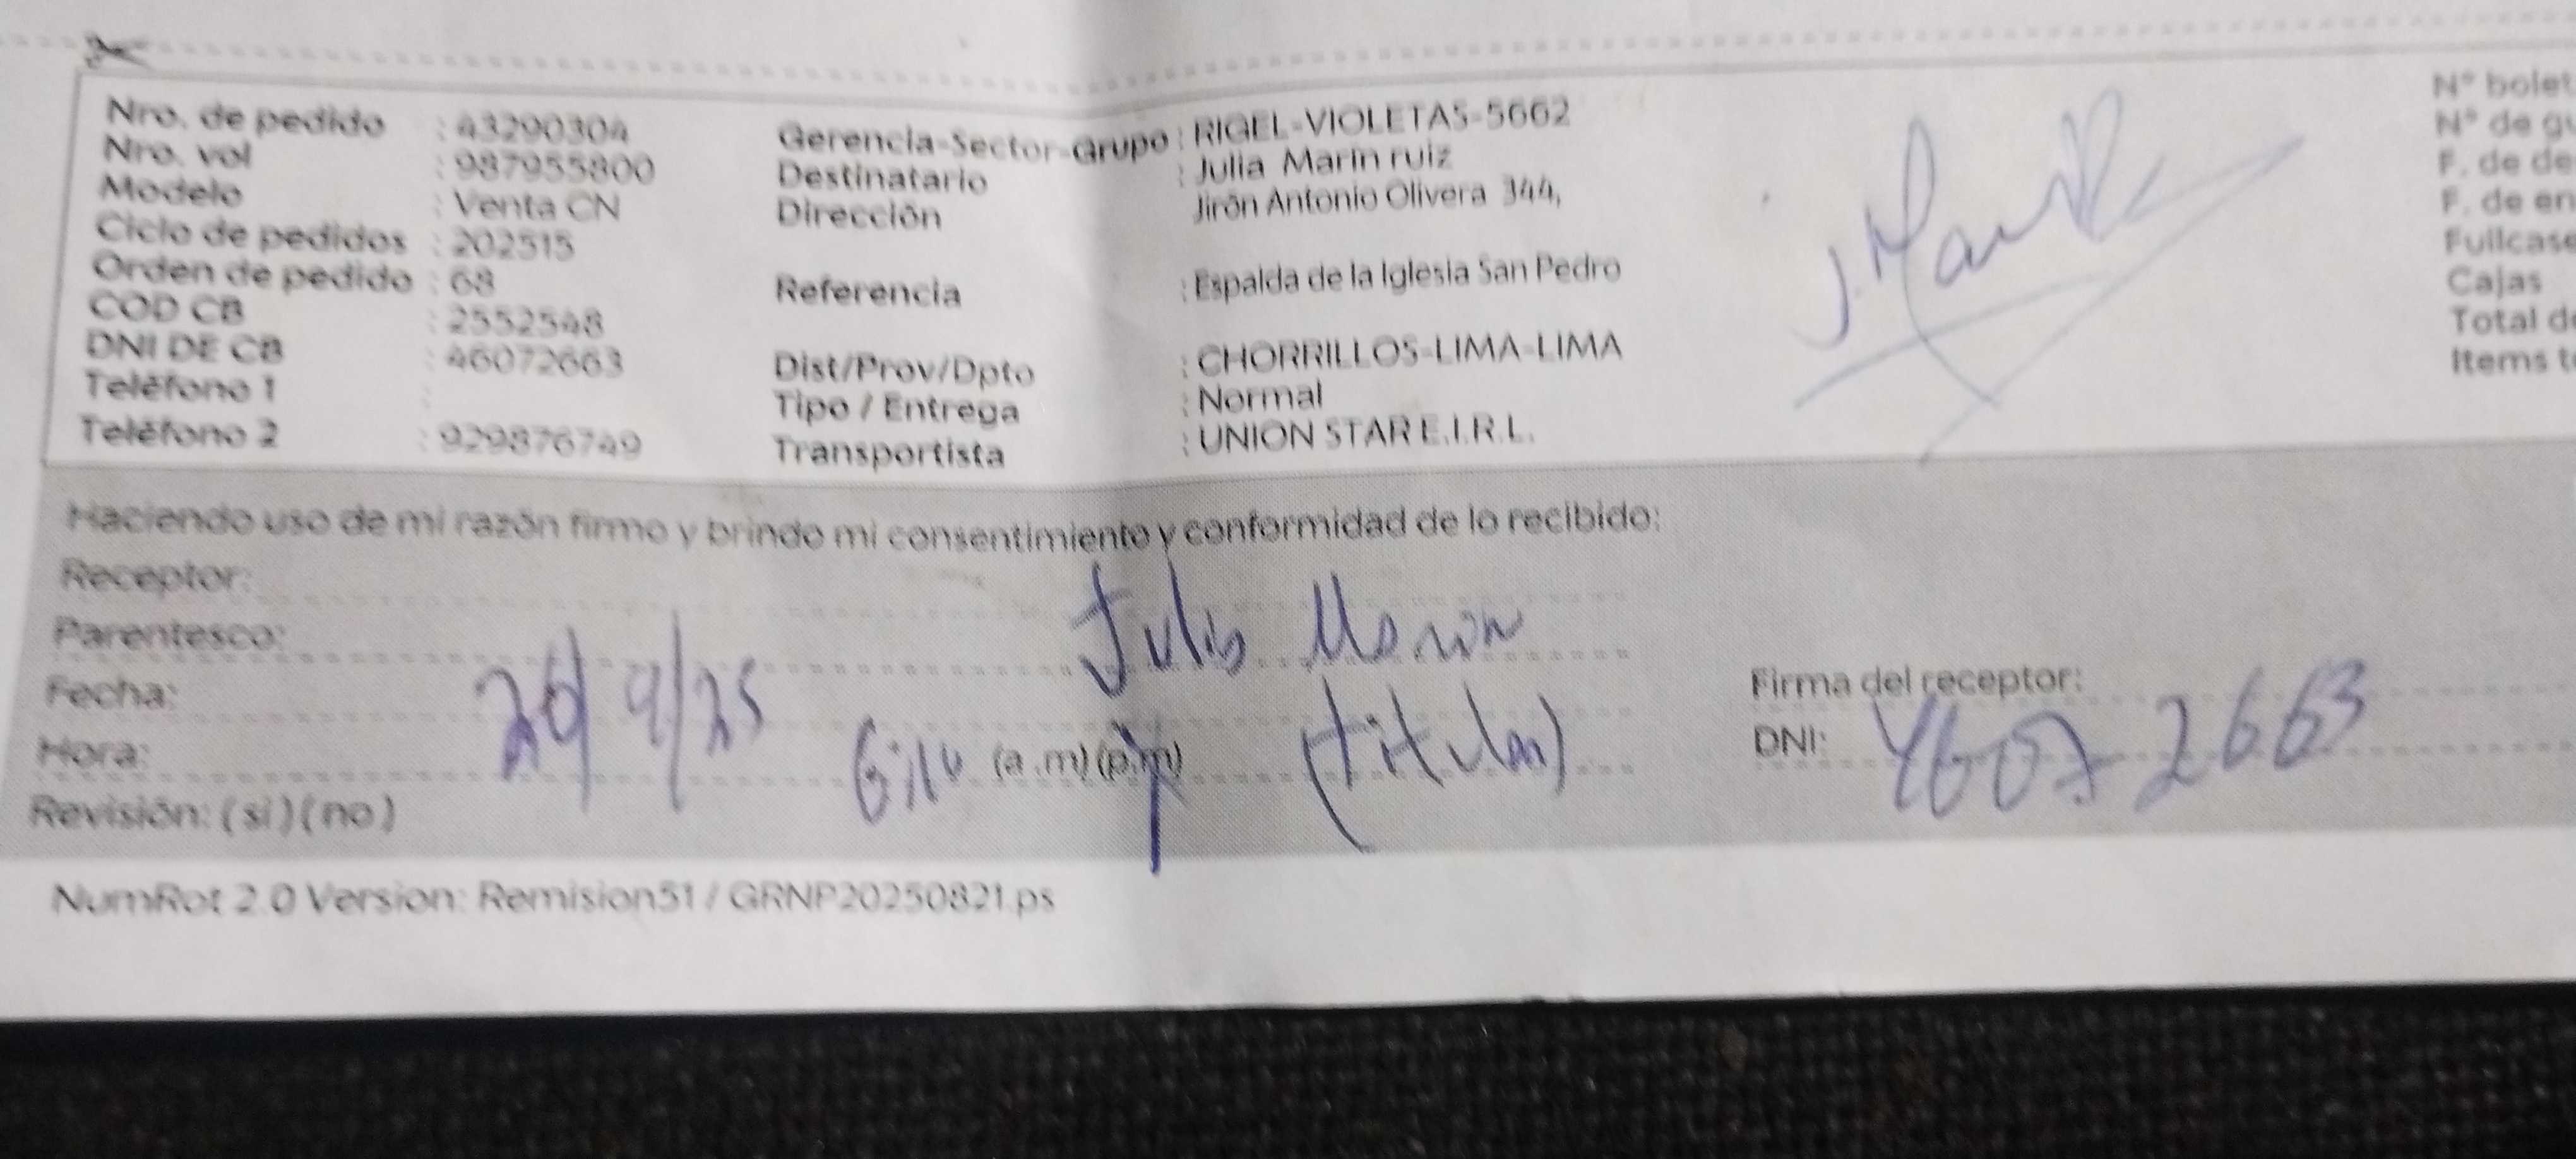 Nro. de pedido : 43290304
Nro. vol : 987955800
Modelo : Venta CN
Ciclo de pedidos : 202515
Orden de pedido : 68
COD CB : 2552548
DNI DE CB : 46072663
Teléfono 1 :
Teléfono 2 : 929876749
Gerencia-Sector-Grupo : RIGEL-VIOLETAS-5662
Destinatario : Julia Marín ruiz
Dirección Jirón Antonio Olivera 344,
Referencia : Espalda de la Iglesia San Pedro
Dist/Prov/Dpto : CHORRILLOS-LIMA-LIMA
Tipo / Entrega : Normal
Transportista : UNION STAR E.I.R.L.
J. Marín R
N° bolet
N° de gu
F. de de
F. de en
Fullcase
Cajas
Total de
Items t
Haciendo uso de mi razón firmo y brindo mi consentimiento y conformidad de lo recibido:
Receptor:
Parentesco: Julia Marin
Fecha: 26/9/25
Hora: (a.m) (p.m) (titular)
Revisión: (si) (no)
Firma del receptor:
DNI: 46072663
NumRot 2.0 Version: Remision51 / GRNP20250821.ps